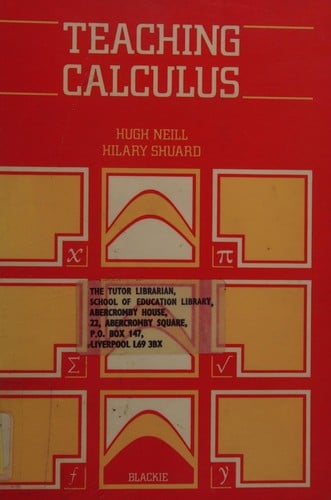 TEACHING
CALCULUS
HUGH NEILL
HILARY SHUARD
x
π
THE TUTOR LIBRARIAN,
SCHOOL OF EDUCATION LIBRARY,
ABERCROMBY HOUSE,
22, ABERCROMBY SQUARE,
P.O. BOX 147,
LIVERPOOL L69 3BX
Σ
√
f
BLACKIE
y